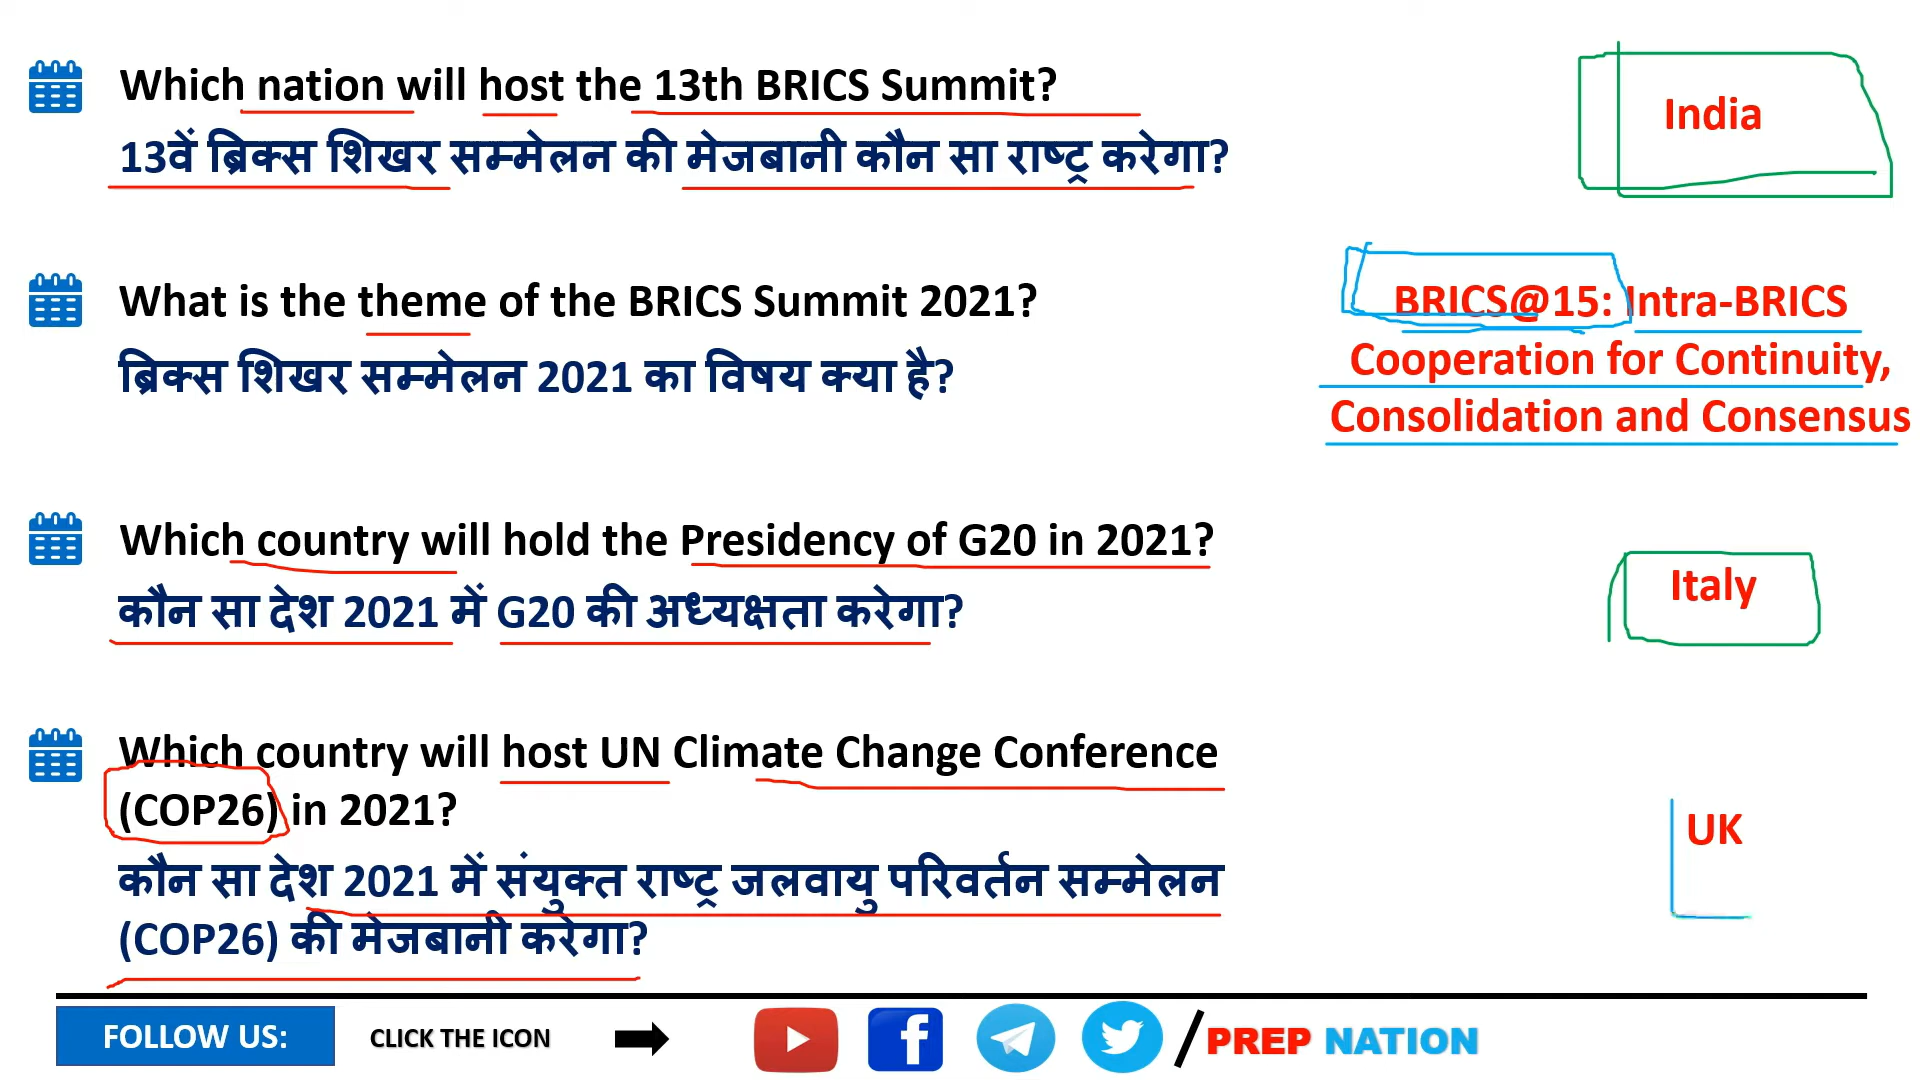 Which nation will host the 13th BRICS Summit?
13वें ब्रिक्स शिखर सम्मेलन की मेजबानी कौन सा राष्ट्र करेगा?
India
What is the theme of the BRICS Summit 2021?
ब्रिक्स शिखर सम्मेलन 2021 का विषय क्या है?
BRICS@15: Intra-BRICS
Cooperation for Continuity,
Consolidation and Consensus
Which country will hold the Presidency of G20 in 2021?
कौन सा देश 2021 में G20 की अध्यक्षता करेगा?
Italy
Which country will host UN Climate Change Conference
(COP26) in 2021?
कौन सा देश 2021 में संयुक्त राष्ट्र जलवायु परिवर्तन सम्मेलन
(COP26) की मेजबानी करेगा?
UK
FOLLOW US:
CLICK THE ICON
f
/PREP NATION